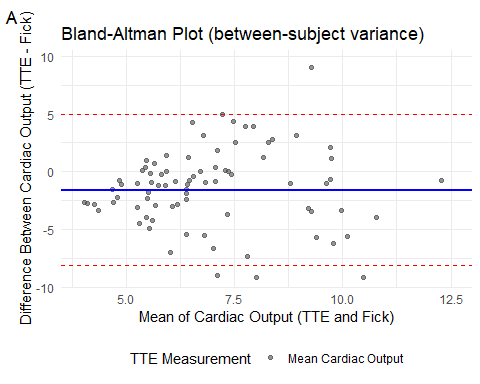 A
Bland-Altman Plot (between-subject variance)
Difference Between Cardiac Output (TTE - Fick)
10
5
0
-5
-10
5.0 7.5 10.0 12.5
Mean of Cardiac Output (TTE and Fick)
TTE Measurement Mean Cardiac Output